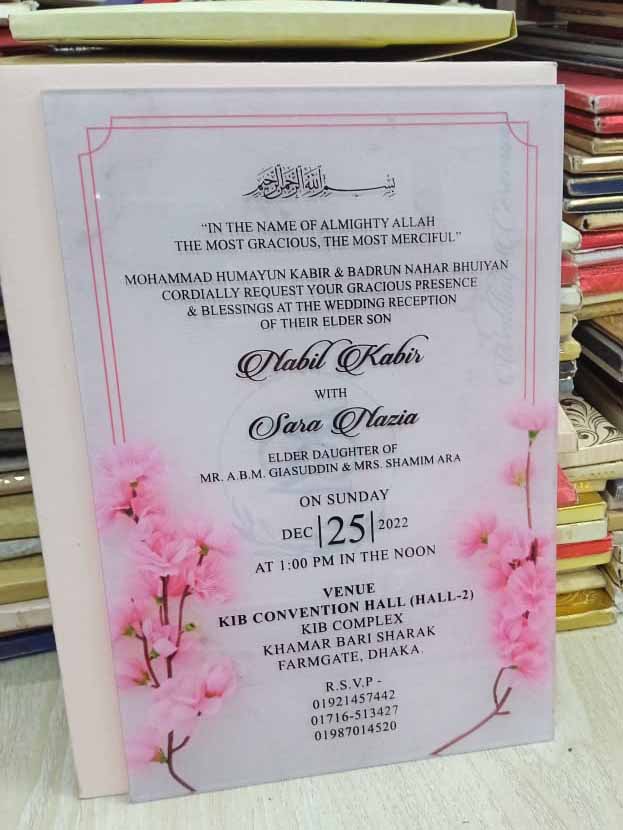 بسم الله الرحمن الرحيم
“IN THE NAME OF ALMIGHTY ALLAH
THE MOST GRACIOUS, THE MOST MERCIFUL”
MOHAMMAD HUMAYUN KABIR & BADRUN NAHAR BHUIYAN
CORDIALLY REQUEST YOUR GRACIOUS PRESENCE
& BLESSINGS AT THE WEDDING RECEPTION
OF THEIR ELDER SON
Nabil Kabir
WITH
Sara Nazia
ELDER DAUGHTER OF
MR. A.B.M. GIASUDDIN & MRS. SHAMIM ARA
ON SUNDAY
DEC |25| 2022
AT 1:00 PM IN THE NOON
VENUE
KIB CONVENTION HALL (HALL-2)
KIB COMPLEX
KHAMAR BARI SHARAK
FARMGATE, DHAKA.
R.S.V.P -
01921457442
01716-513427
01987014520